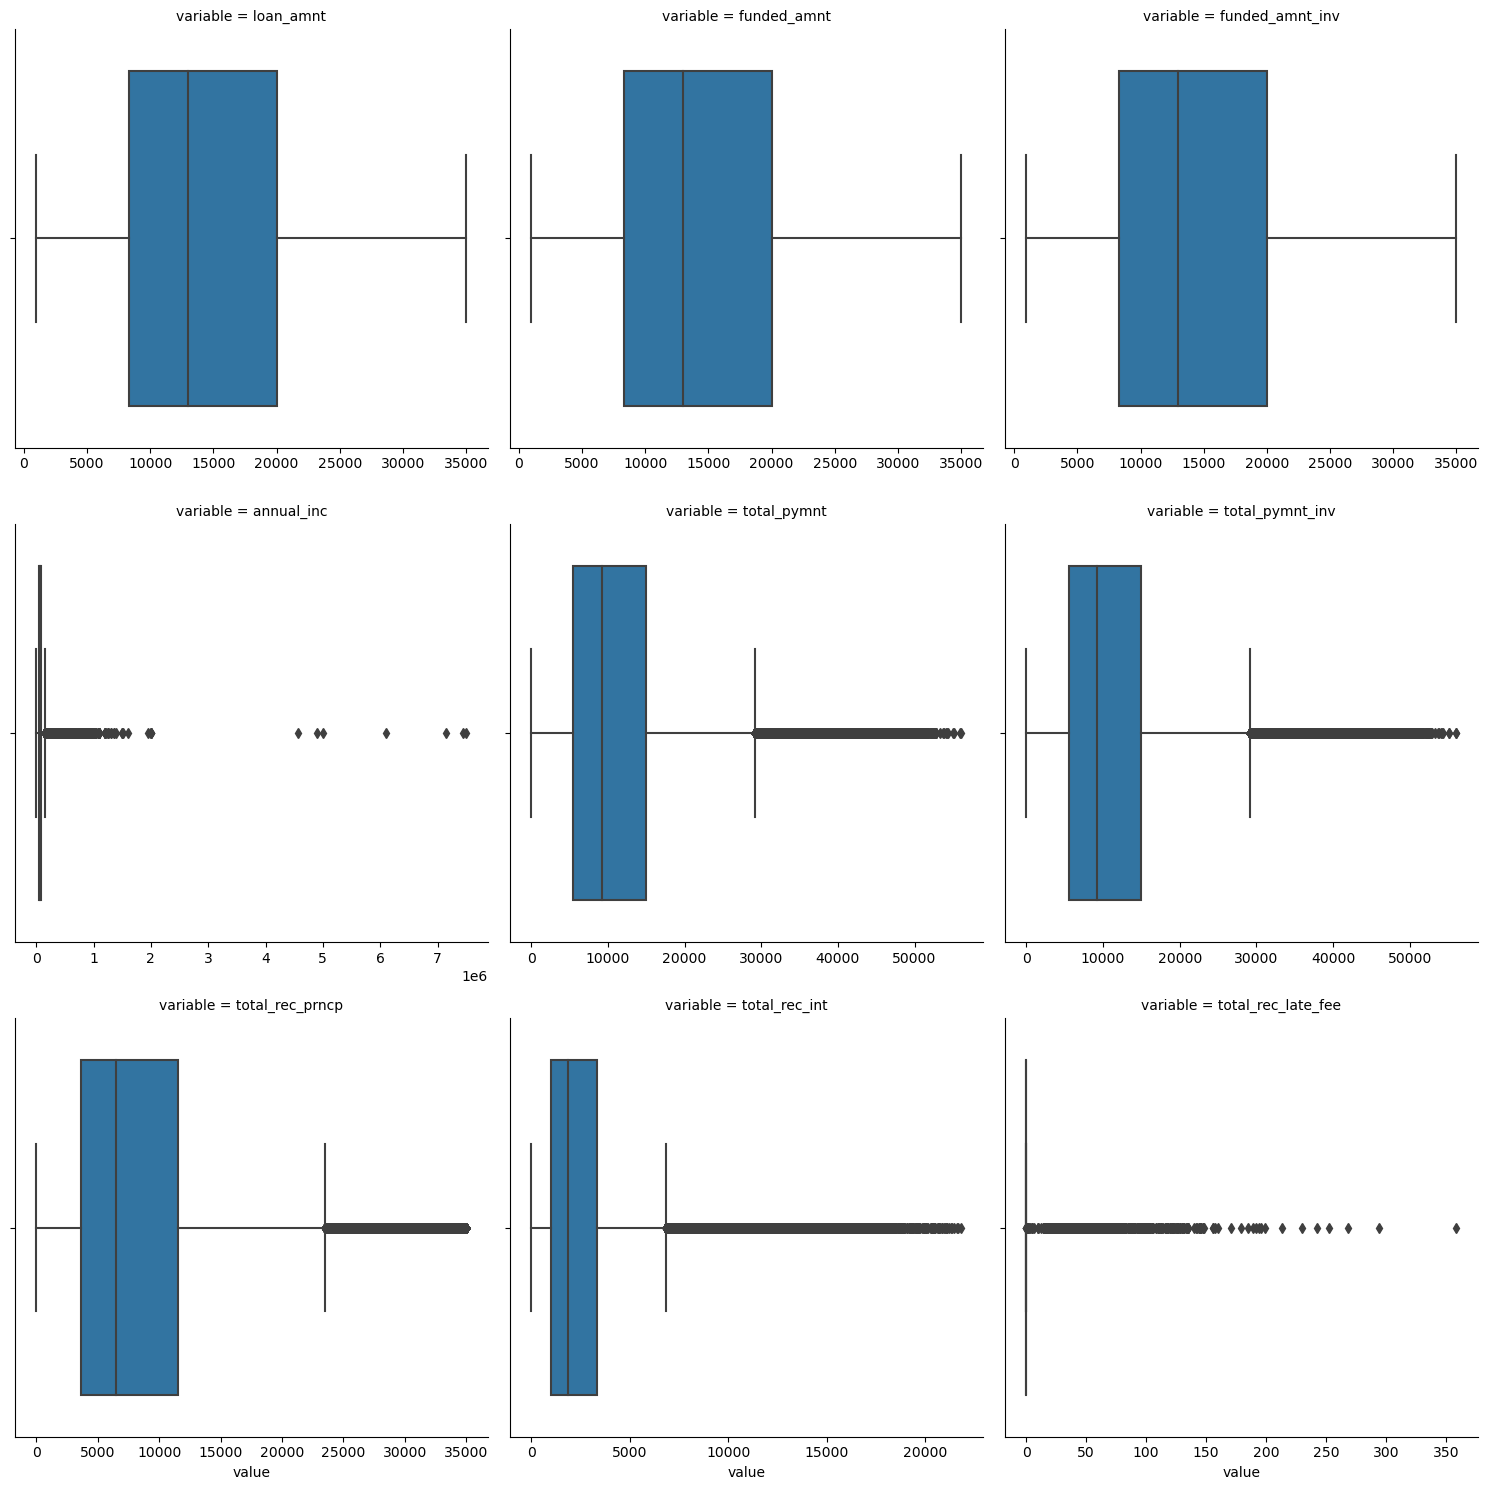 variable = loan_amnt
variable = funded_amnt
variable = funded_amnt_inv
0 5000 10000 15000 20000 25000 30000 35000
0 5000 10000 15000 20000 25000 30000 35000
0 5000 10000 15000 20000 25000 30000 35000
variable = annual_inc
variable = total_pymnt
variable = total_pymnt_inv
0 1 2 3 4 5 6 7
1e6
0 10000 20000 30000 40000 50000
0 10000 20000 30000 40000 50000
variable = total_rec_prncp
variable = total_rec_int
variable = total_rec_late_fee
0 5000 10000 15000 20000 25000 30000 35000
value
0 5000 10000 15000 20000
value
0 50 100 150 200 250 300 350
value